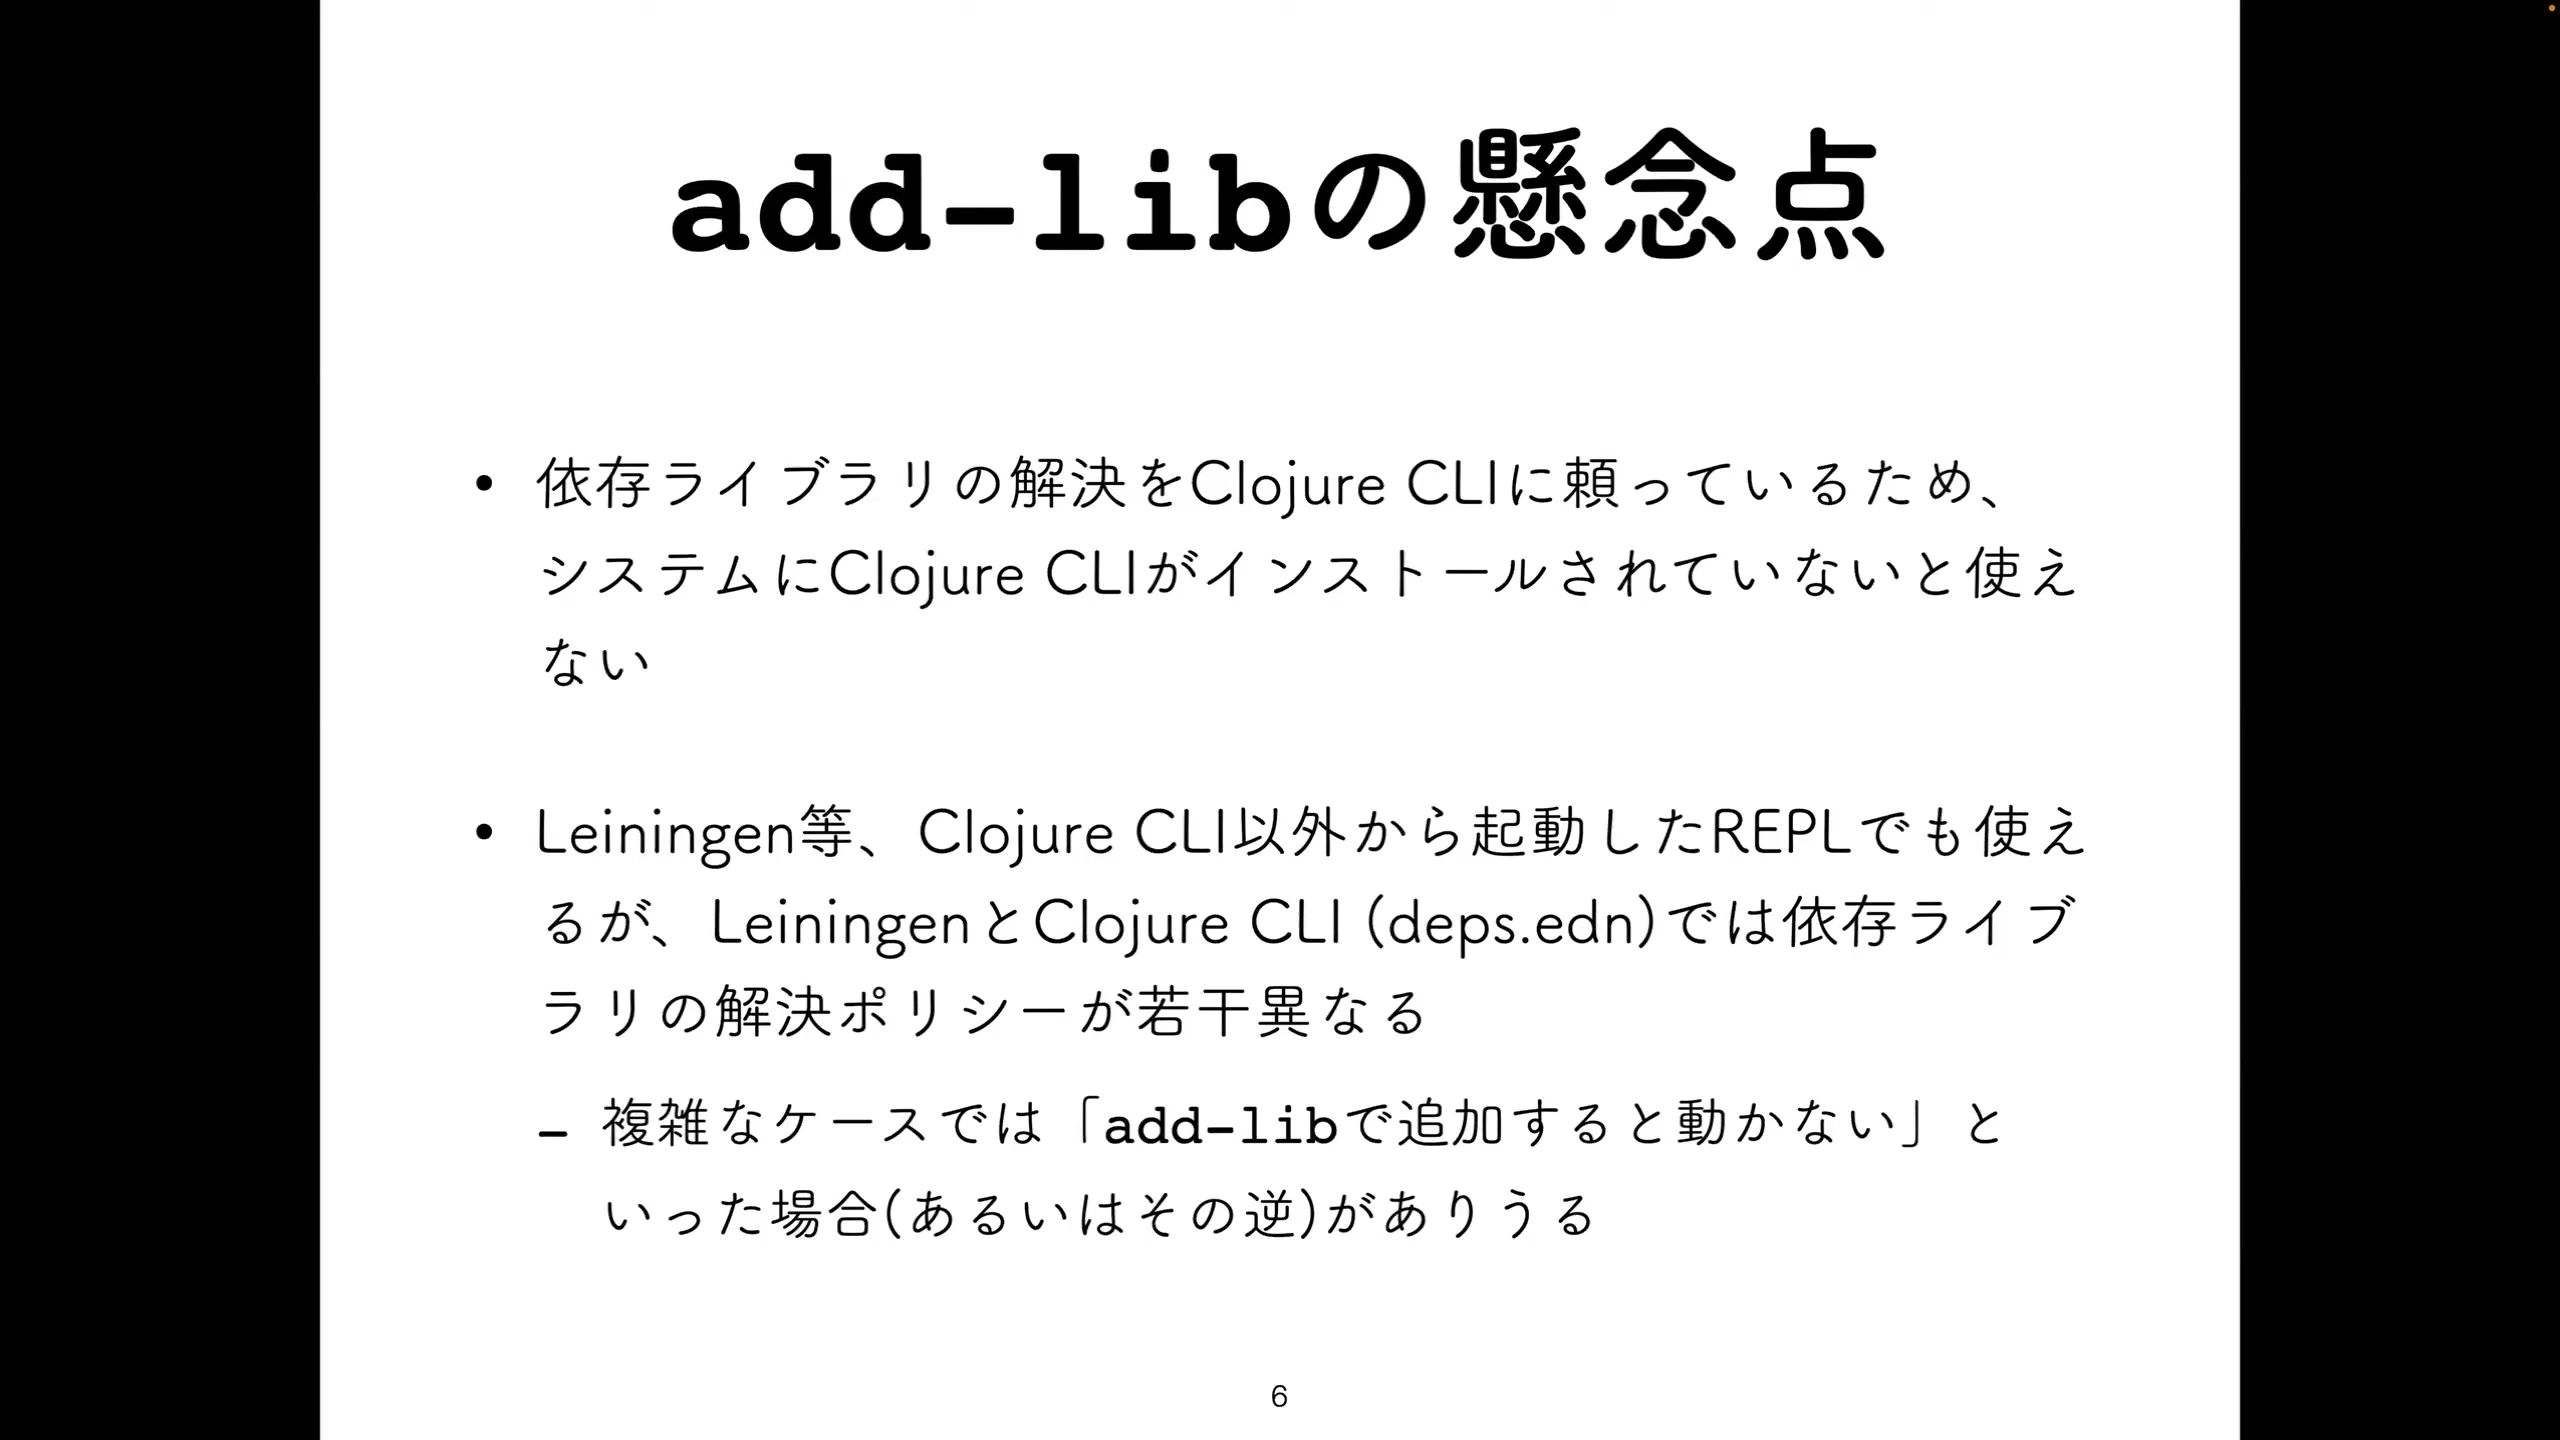 add-libの懸念点
• 依存ライブラリの解決をClojure CLIに頼っているため、
システムにClojure CLIがインストールされていないと使え
ない
• Leiningen等、Clojure CLI以外から起動したREPLでも使え
るが、LeiningenとClojure CLI (deps.edn)では依存ライブ
ラリの解決ポリシーが若干異なる
– 複雑なケースでは「add-libで追加すると動かない」と
いった場合(あるいはその逆)がありうる
6